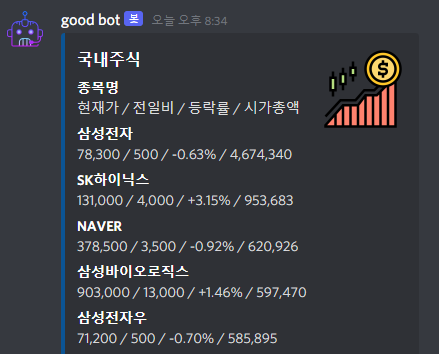 good bot 봇 오늘 오후 8:34
국내주식
종목명
현재가 / 전일비 / 등락률 / 시가총액
삼성전자
78,300 / 500 / -0.63% / 4,674,340
SK하이닉스
131,000 / 4,000 / +3.15% / 953,683
NAVER
378,500 / 3,500 / -0.92% / 620,926
삼성바이오로직스
903,000 / 13,000 / +1.46% / 597,470
삼성전자우
71,200 / 500 / -0.70% / 585,895